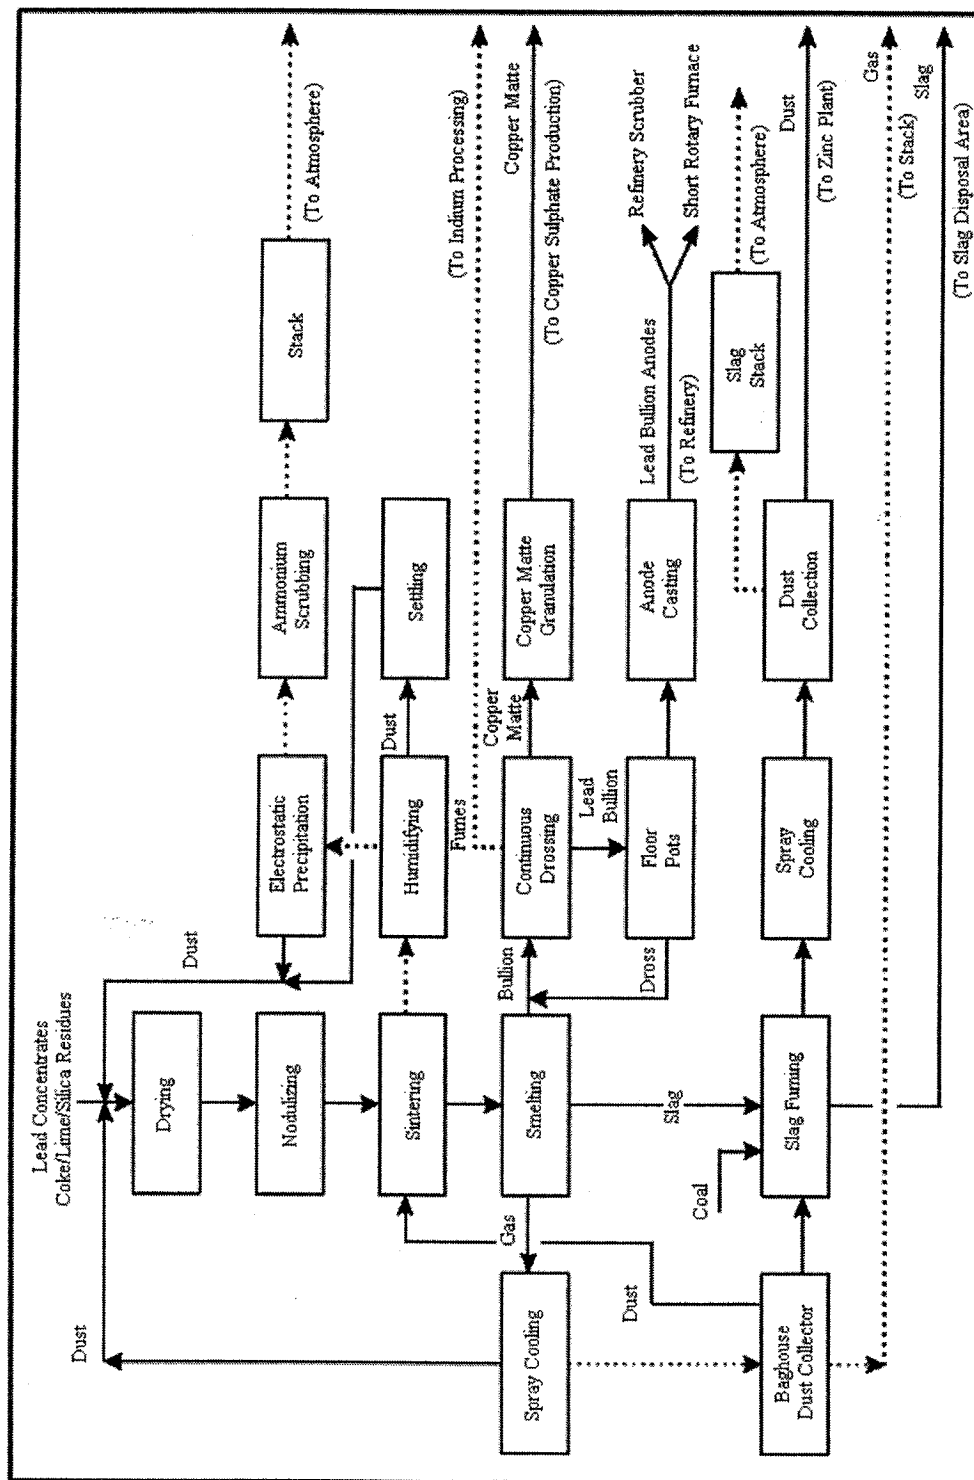 Lead Concentrates
Coke/Lime/Silica Residues
Dust
Dust
Drying
Nodulizing
Sintering
Smelting
Slag
Coal
Slag Fuming
Gas
Spray Cooling
Dust
Baghouse
Dust Collector
Electrostatic
Precipitation
Ammonium
Scrubbing
Stack
(To Atmosphere)
Humidifying
Dust
Settling
Fumes
(To Indium Processing)
Bullion
Continuous
Drossing
Copper
Matte
Copper Matte
Granulation
Copper Matte
(To Copper Sulphate Production)
Dross
Lead
Bullion
Floor
Pots
Anode
Casting
Lead Bullion Anodes
(To Refinery)
Refinery Scrubber
Short Rotary Furnace
Spray
Cooling
Dust
Collection
Slag
Stack
(To Atmosphere)
Dust
(To Zinc Plant)
Gas
(To Stack)
Slag
(To Slag Disposal Area)